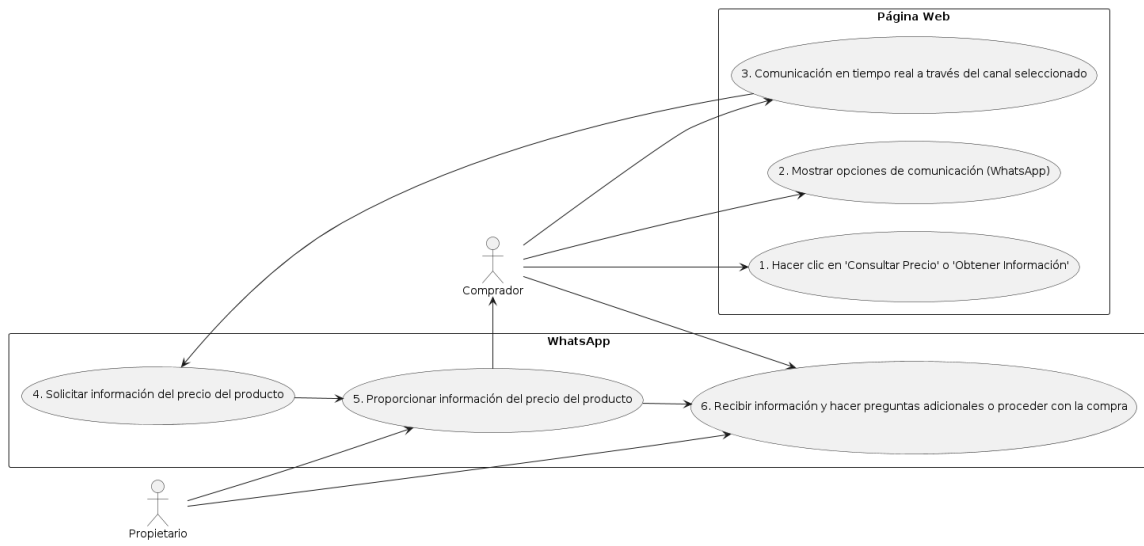 Página Web
3. Comunicación en tiempo real a través del canal seleccionado
2. Mostrar opciones de comunicación (WhatsApp)
1. Hacer clic en 'Consultar Precio' o 'Obtener Información'
Comprador
WhatsApp
4. Solicitar información del precio del producto
5. Proporcionar información del precio del producto
6. Recibir información y hacer preguntas adicionales o proceder con la compra
Propietario